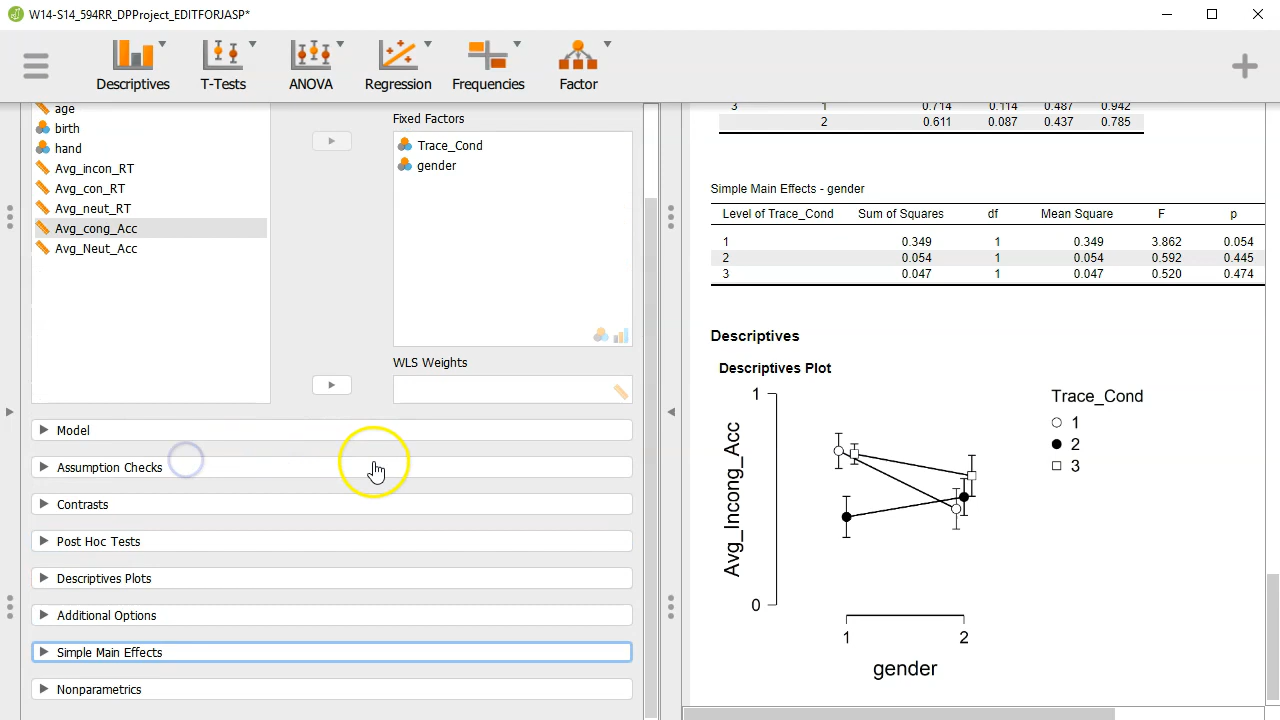 W14-S14_594RR_DPProject_EDITFORJASP*
Descriptives T-Tests ANOVA Regression Frequencies Factor
age
birth
hand
Avg_incon_RT
Avg_con_RT
Avg_neut_RT
Avg_cong_Acc
Avg_Neut_Acc
Fixed Factors
Trace_Cond
gender
WLS Weights
Model
Assumption Checks
Contrasts
Post Hoc Tests
Descriptives Plots
Additional Options
Simple Main Effects
Nonparametrics
3 1 0.714 0.114 0.487 0.942
2 0.611 0.087 0.437 0.785
Simple Main Effects - gender
Level of Trace_Cond Sum of Squares df Mean Square F p
1 0.349 1 0.349 3.862 0.054
2 0.054 1 0.054 0.592 0.445
3 0.047 1 0.047 0.520 0.474
Descriptives
Descriptives Plot
1
0
Avg_Incong_Acc
1 2
gender
Trace_Cond
1
2
3